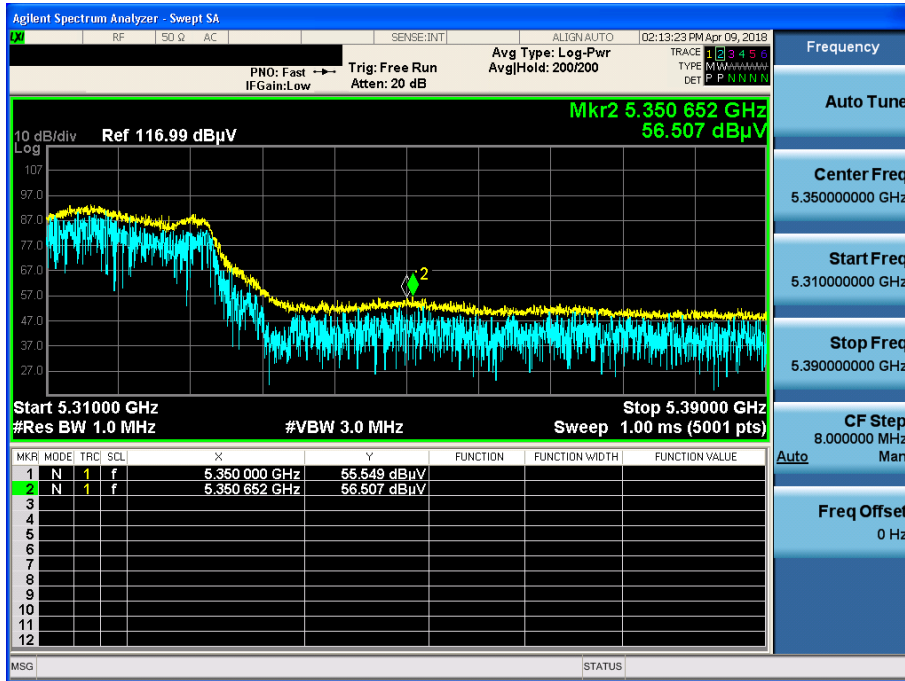 Agilent Spectrum Analyzer - Swept SA
LXI RF 50 Ω AC SENSE:INT ALIGN AUTO 02:13:23 PM Apr 09, 2018
Frequency
PNO: Fast
IFGain:Low
Trig: Free Run
Atten: 20 dB
Avg Type: Log-Pwr
Avg|Hold: 200/200
TRACE 1 2 3 4 5 6
TYPE MWWWWW
DET P P N N N N
Mkr2 5.350 652 GHz
56.507 dBµV
10 dB/div Ref 116.99 dBµV
Log
107
97.0
87.0
77.0
67.0
57.0
47.0
37.0
27.0
2
Start 5.31000 GHz Stop 5.39000 GHz
#Res BW 1.0 MHz #VBW 3.0 MHz Sweep 1.00 ms (5001 pts)
MKR MODE TRC SCL X Y FUNCTION FUNCTION WIDTH FUNCTION VALUE
1 N 1 f 5.350 000 GHz 55.549 dBµV
2 N 1 f 5.350 652 GHz 56.507 dBµV
3
4
5
6
7
8
9
10
11
12
Auto Tune
Center Freq
5.350000000 GHz
Start Freq
5.310000000 GHz
Stop Freq
5.390000000 GHz
CF Step
8.000000 MHz
Auto Man
Freq Offset
0 Hz
MSG STATUS